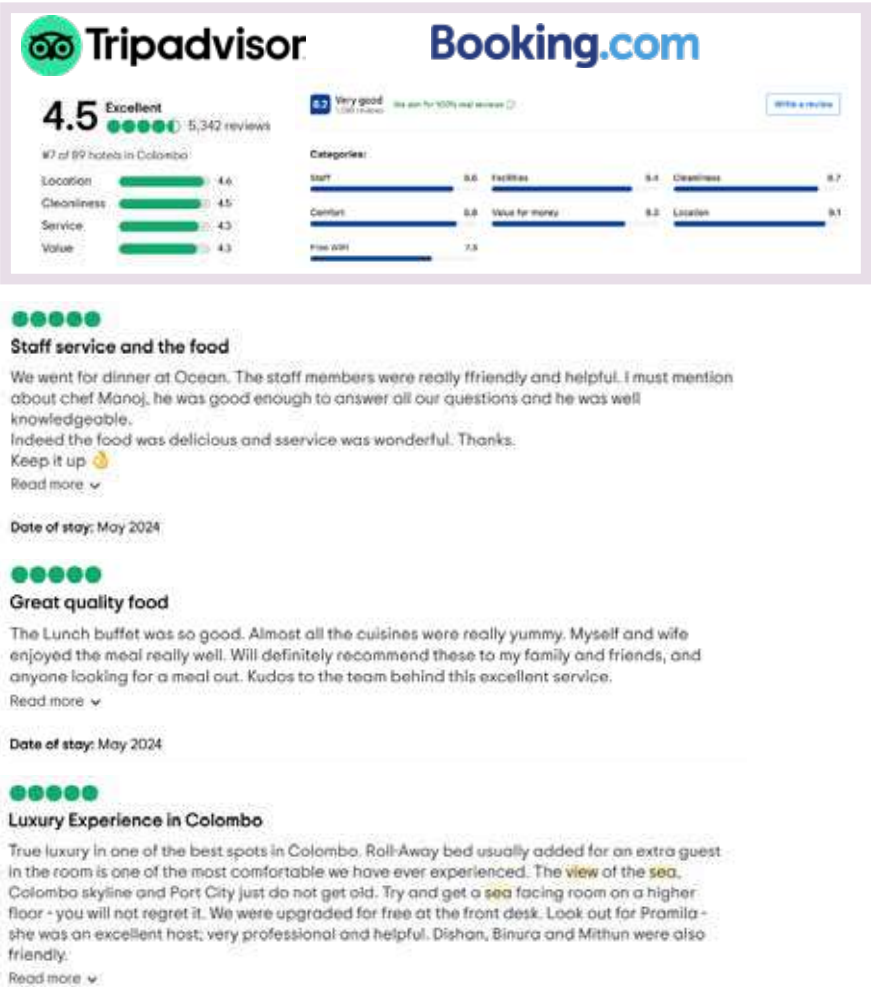 Tripadvisor
Booking.com
4.5
Excellent
5,342 reviews
#7 of 89 hotels in Colombo
Location 4.6
Cleanliness 4.5
Service 4.3
Value 4.3
Very good
reviews
We aim for 100% real reviews
Write a review
Categories:
Staff Facilities Cleanliness
Comfort Value for money Location 9.1
Free WiFi
Staff service and the food
We went for dinner at Ocean. The staff members were really ffriendly and helpful. I must mention
about chef Manoj, he was good enough to answer all our questions and he was well
knowledgeable.
Indeed the food was delicious and sservice was wonderful. Thanks.
Keep it up 👌
Read more
Date of stay: May 2024
Great quality food
The Lunch buffet was so good. Almost all the cuisines were really yummy. Myself and wife
enjoyed the meal really well. Will definitely recommend these to my family and friends, and
anyone looking for a meal out. Kudos to the team behind this excellent service.
Read more
Date of stay: May 2024
Luxury Experience in Colombo
True luxury in one of the best spots in Colombo. Roll-Away bed usually added for an extra guest
in the room is one of the most comfortable we have ever experienced. The view of the sea,
Colombo skyline and Port City just do not get old. Try and get a sea facing room on a higher
floor - you will not regret it. We were upgraded for free at the front desk. Look out for Pramila -
she was an excellent host; very professional and helpful. Dishan, Binura and Mithun were also
friendly.
Read more